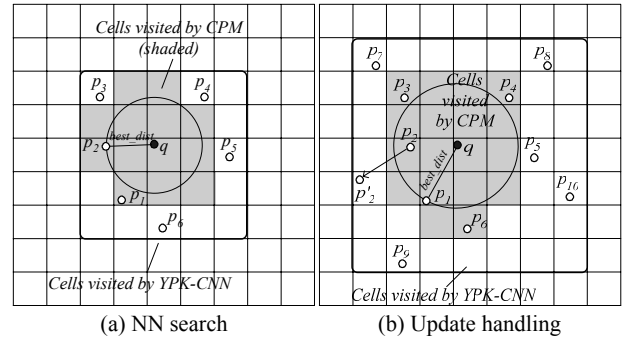 Cells visited by CPM
(shaded)
p3
p4
p2
best_dist
q
p5
p1
p6
Cells visited by YPK-CNN
(a) NN search
p7
p8
p3
Cells
visited
by CPM
p4
p2
q
best_dist
p5
p'2
p1
p10
p6
p9
Cells visited by YPK-CNN
(b) Update handling